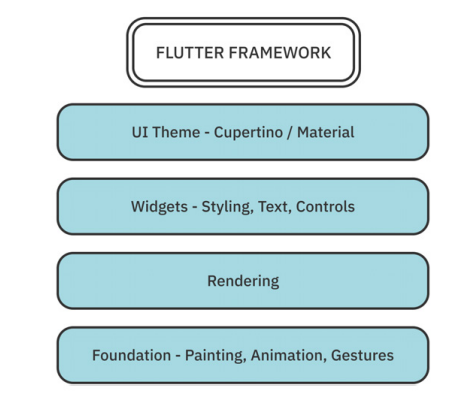 FLUTTER FRAMEWORK
UI Theme - Cupertino / Material
Widgets - Styling, Text, Controls
Rendering
Foundation - Painting, Animation, Gestures